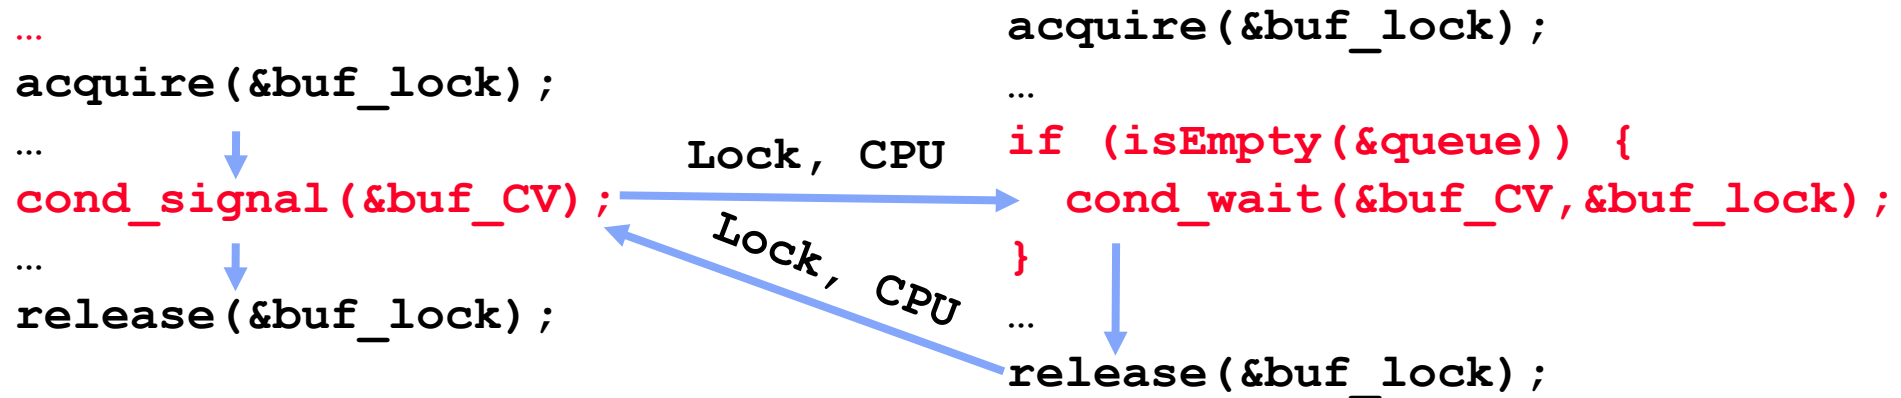 …
acquire(&buf_lock);
…
cond_signal(&buf_CV);
…
release(&buf_lock);
Lock, CPU
Lock, CPU
acquire(&buf_lock);
…
if (isEmpty(&queue)) {
cond_wait(&buf_CV,&buf_lock);
}
…
release(&buf_lock);